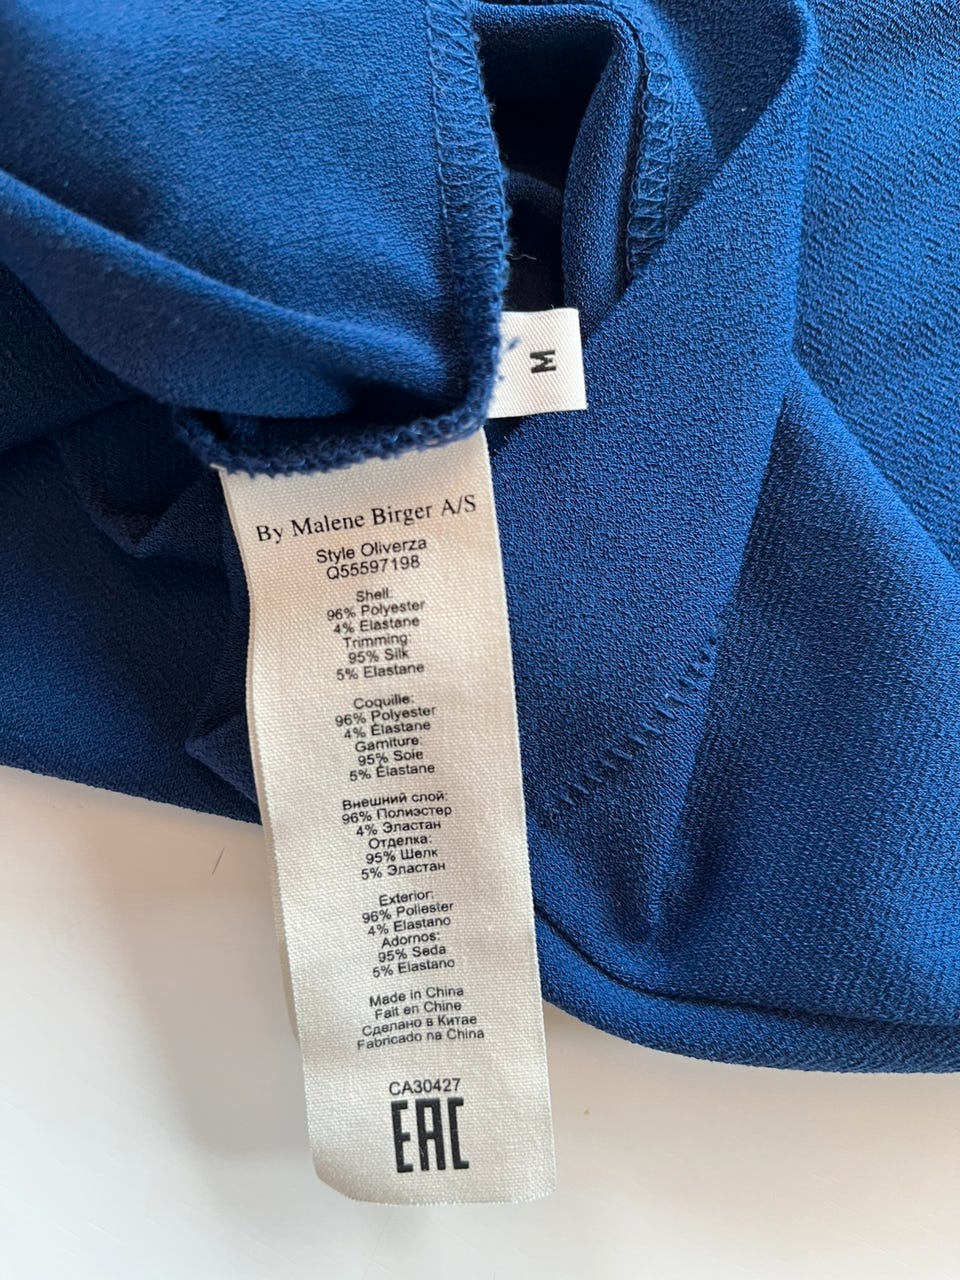 M
By Malene Birger A/S
Style Oliverza
Q55597198
Shell:
96% Polyester
4% Elastane
Trimming:
95% Silk
5% Elastane
Coquille:
96% Polyester
4% Élastane
Garniture:
95% Soie
5% Élastane
Внешний слой:
96% Полиэстер
4% Эластан
Отделка:
95% Шелк
5% Эластан
Exterior:
96% Poliester
4% Elastano
Adornos:
95% Seda
5% Elastano
Made in China
Fait en Chine
Сделано в Китае
Fabricado na China
CA30427
EAC